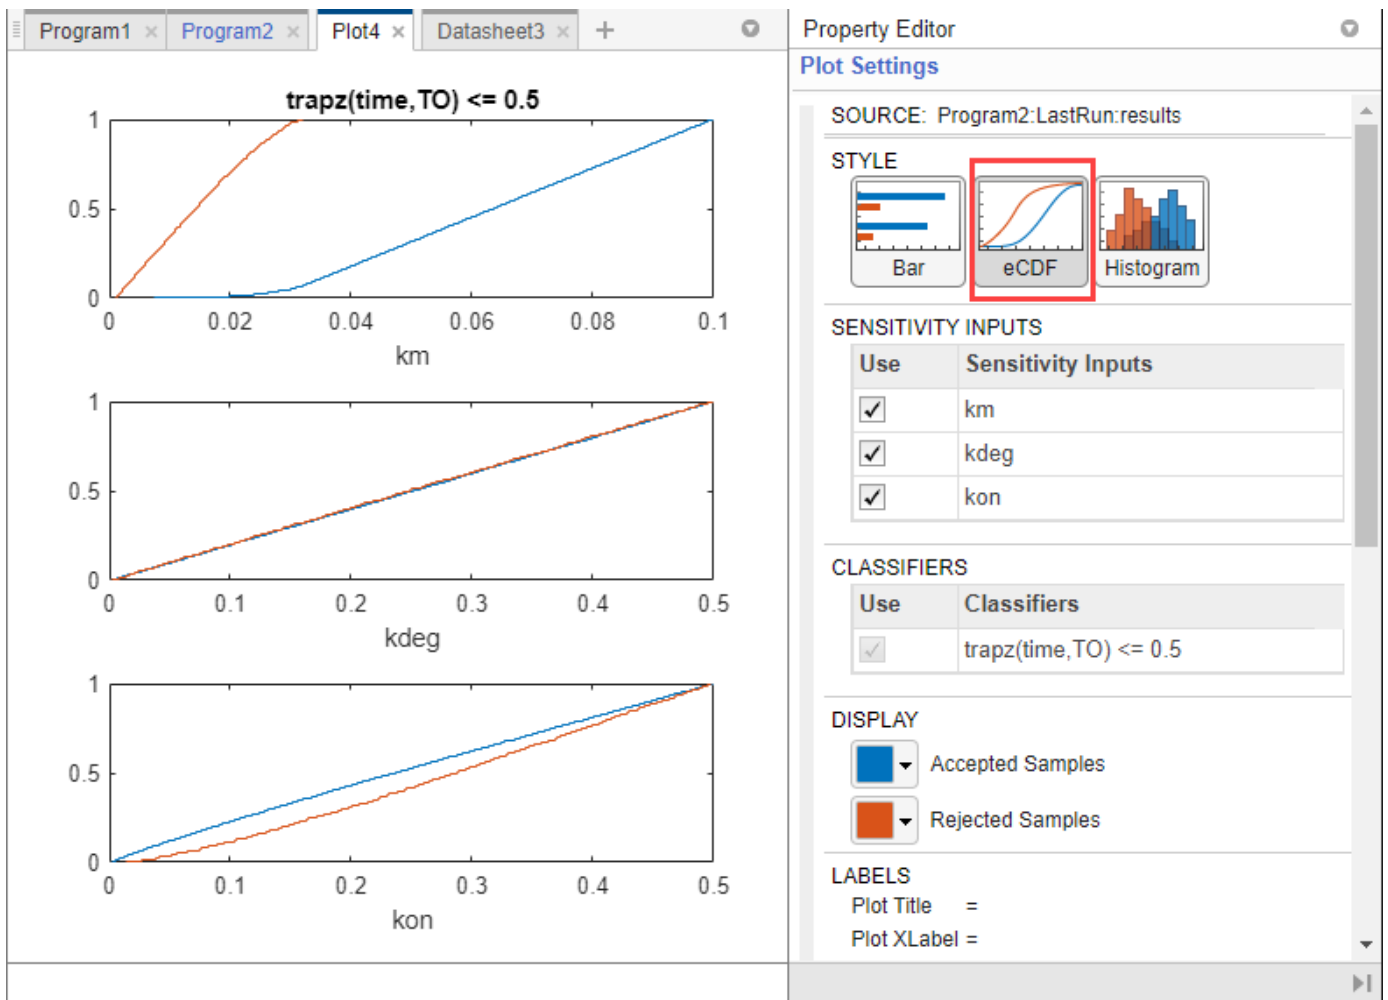 Program1 × Program2 × Plot4 × Datasheet3 × +
trapz(time,TO) <= 0.5
1
0.5
0
0 0.02 0.04 0.06 0.08 0.1
km
1
0.5
0
0 0.1 0.2 0.3 0.4 0.5
kdeg
1
0.5
0
0 0.1 0.2 0.3 0.4 0.5
kon
Property Editor
Plot Settings
SOURCE: Program2:LastRun:results
STYLE
Bar eCDF Histogram
SENSITIVITY INPUTS
Use Sensitivity Inputs
km
kdeg
kon
CLASSIFIERS
Use Classifiers
trapz(time,TO) <= 0.5
DISPLAY
Accepted Samples
Rejected Samples
LABELS
Plot Title =
Plot XLabel =